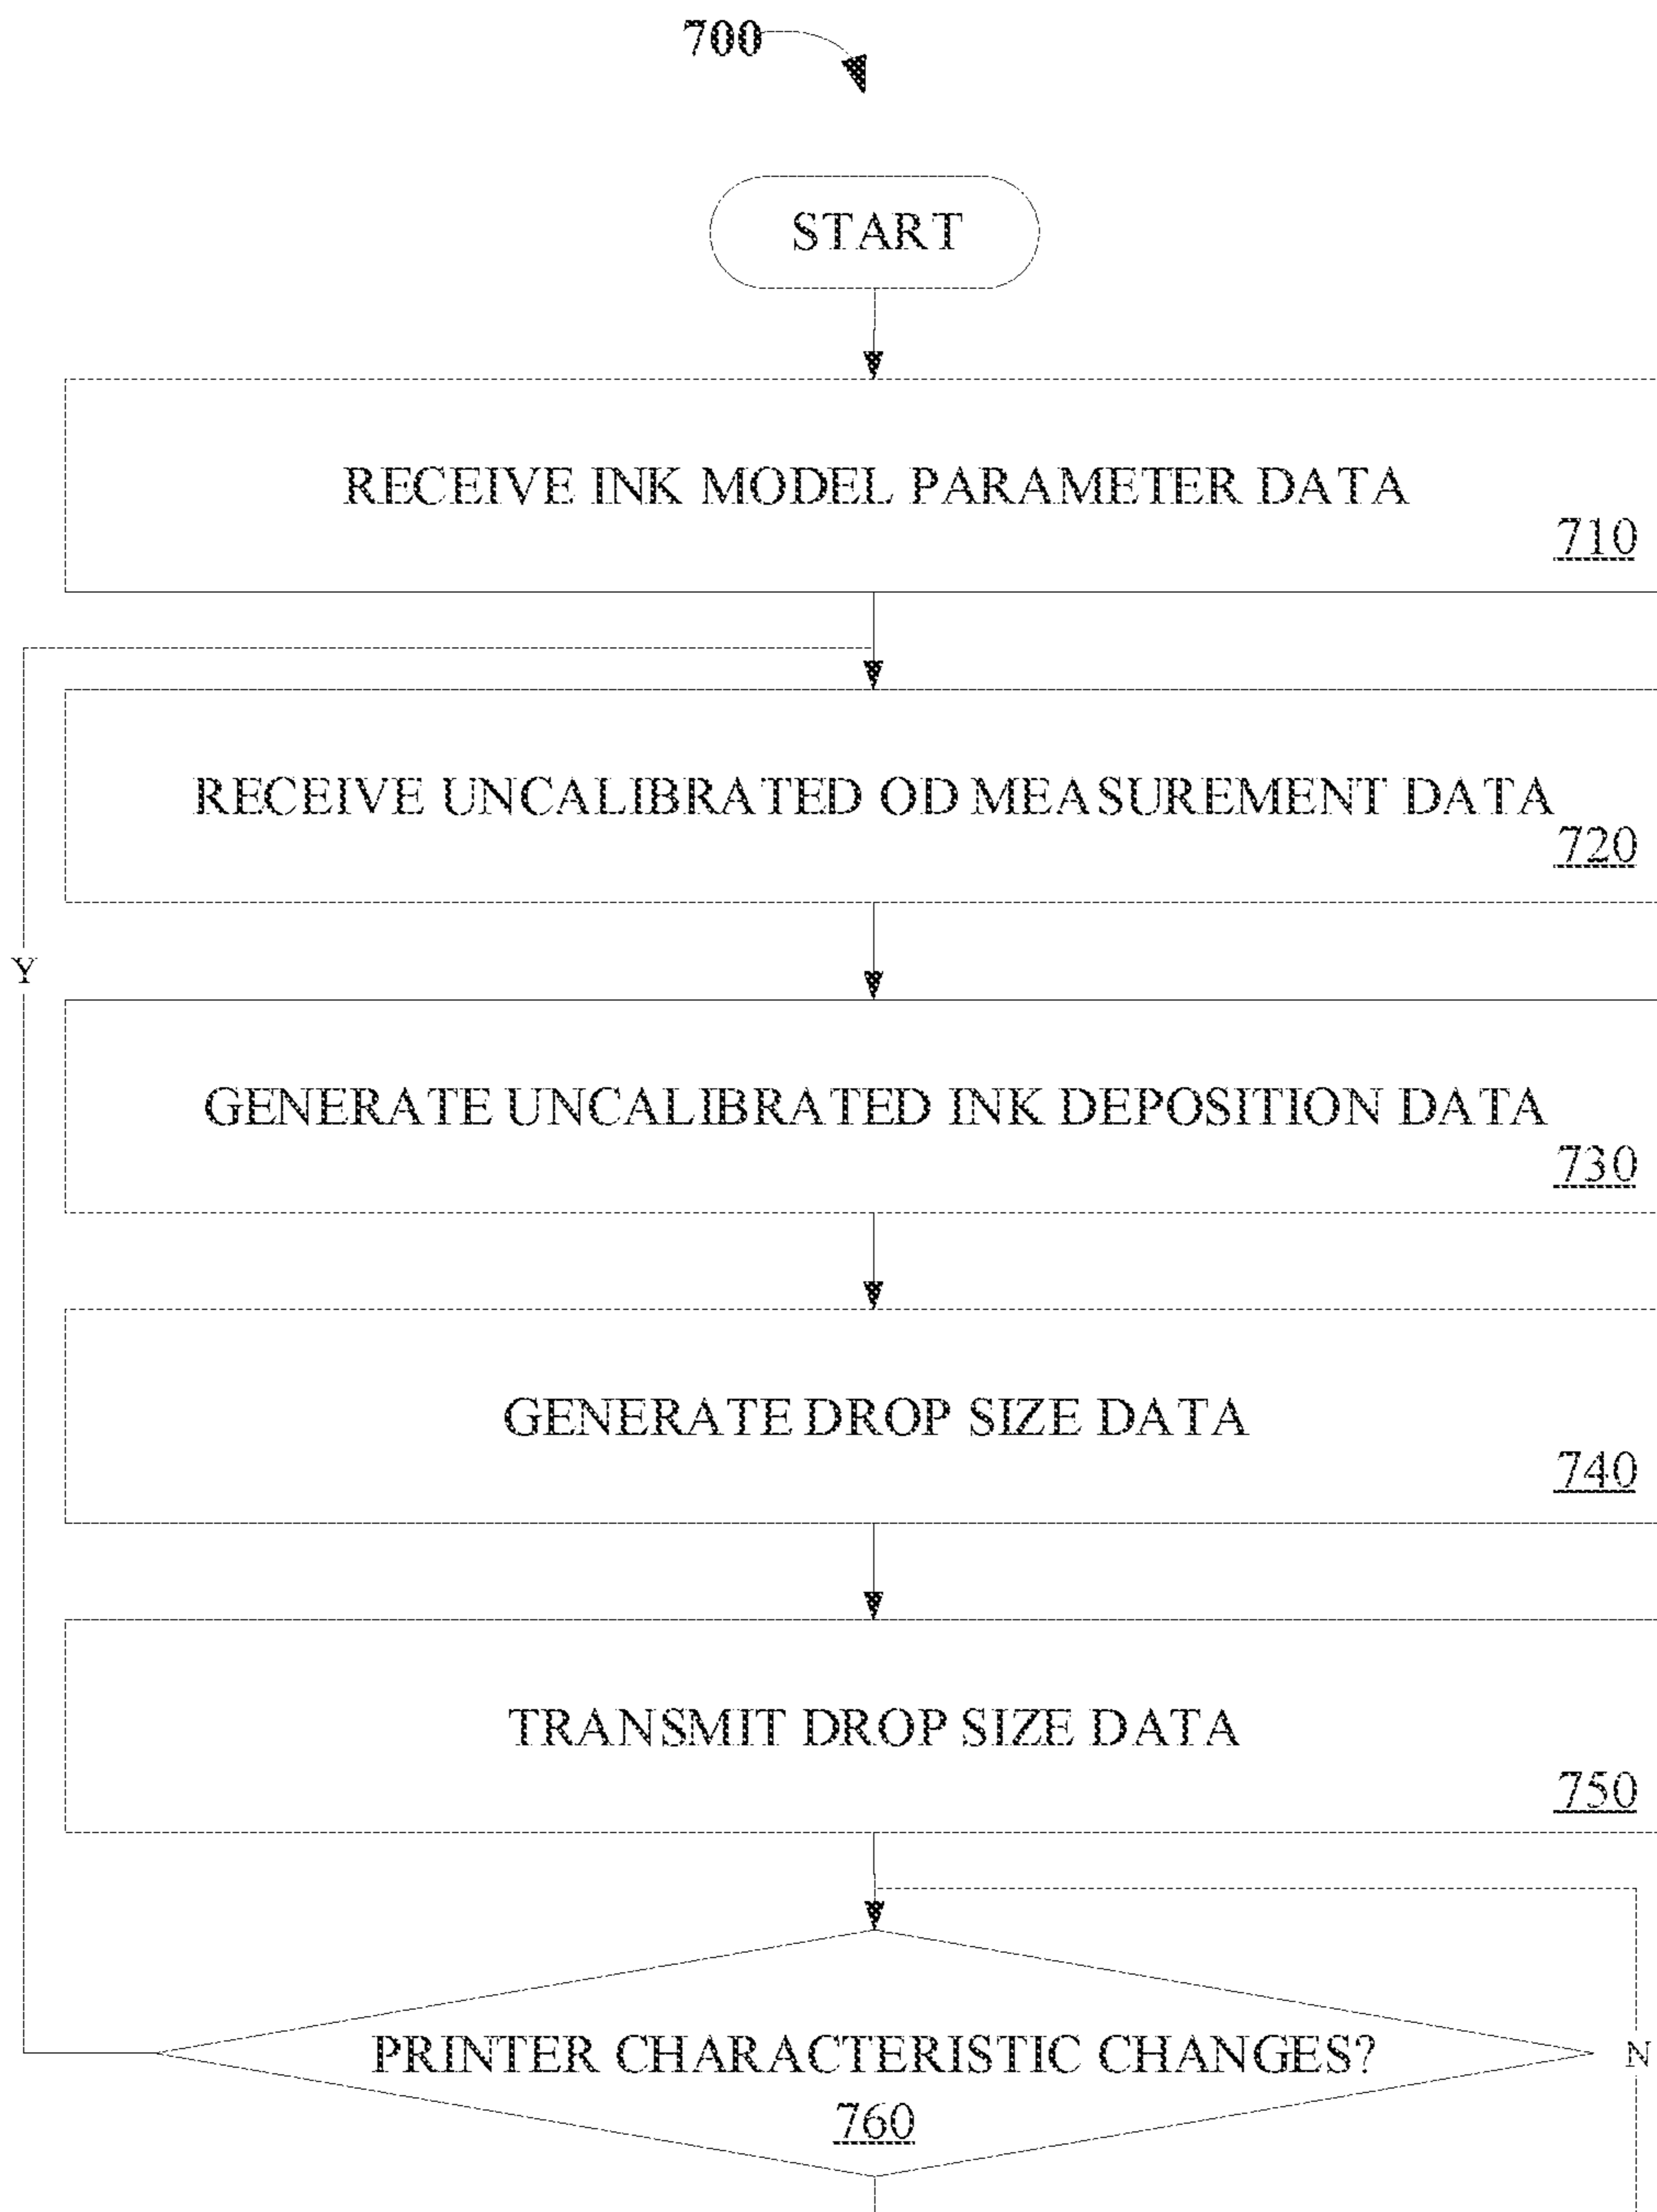 700
START
RECEIVE INK MODEL PARAMETER DATA
710
RECEIVE UNCALIBRATED OD MEASUREMENT DATA
720
Y
GENERATE UNCALIBRATED INK DEPOSITION DATA
730
GENERATE DROP SIZE DATA
740
TRANSMIT DROP SIZE DATA
750
PRINTER CHARACTERISTIC CHANGES?
N
760